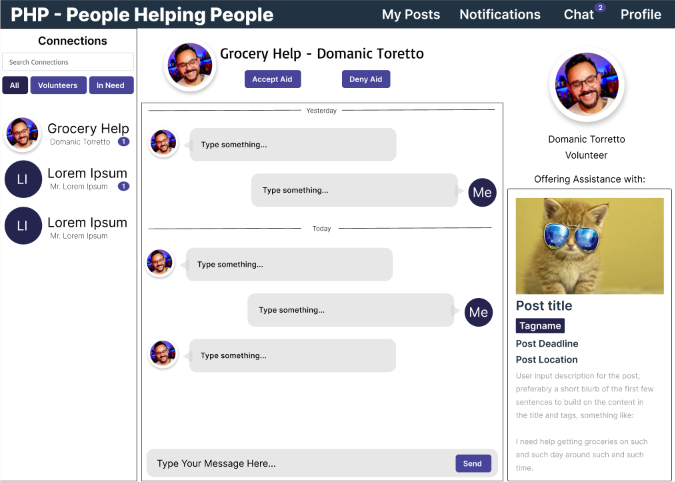 PHP - People Helping People
My Posts
Notifications
Chat
2
Profile
Connections
Search Connections
All
Volunteers
In Need
Grocery Help
Domanic Torretto
1
LI
Lorem Ipsum
Mr. Lorem Ipsum
1
LI
Lorem Ipsum
Mr. Lorem Ipsum
Grocery Help - Domanic Toretto
Accept Aid
Deny Aid
Yesterday
Type something...
Type something...
Me
Today
Type something...
Type something...
Me
Type something...
Type Your Message Here...
Send
Domanic Torretto
Volunteer
Offering Assistance with:
Post title
Tagname
Post Deadline
Post Location
User input description for the post,
preferably a short blurb of the first few
sentences to build on the content in
the title and tags, something like:
I need help getting groceries on such
and such day around such and such
time.